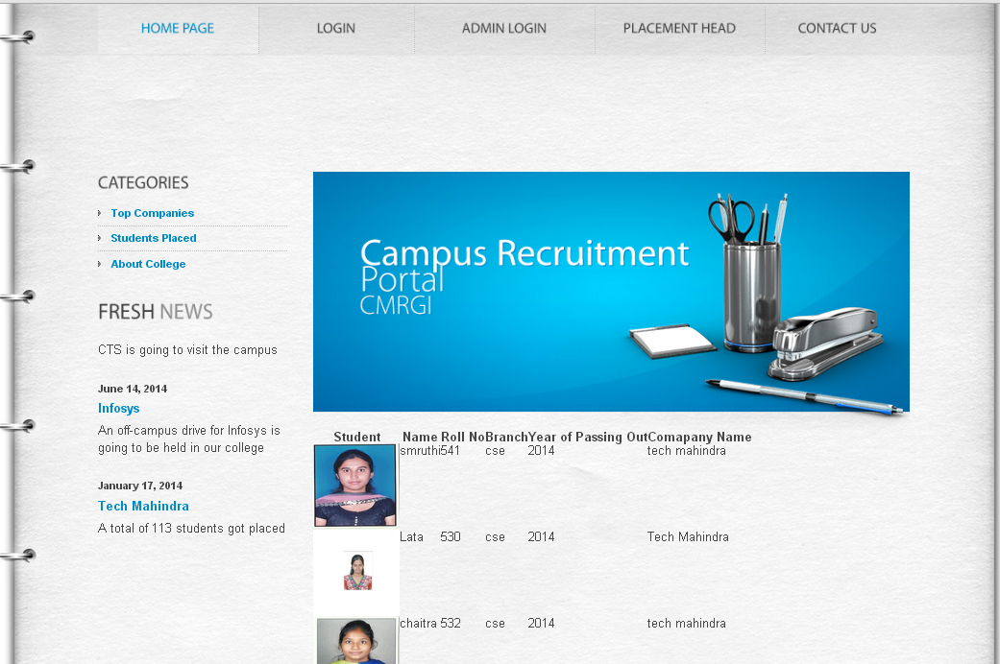 HOME PAGE LOGIN ADMIN LOGIN PLACEMENT HEAD CONTACT US
CATEGORIES
Top Companies
Students Placed
About College
FRESH NEWS
CTS is going to visit the campus
June 14, 2014
Infosys
An off-campus drive for Infosys is
going to be held in our college
January 17, 2014
Tech Mahindra
A total of 113 students got placed
Campus Recruitment
Portal
CMRGI
Student Name Roll No Branch Year of Passing Out Comapany Name
smruthi 541 cse 2014 tech mahindra
Lata 530 cse 2014 Tech Mahindra
chaitra 532 cse 2014 tech mahindra